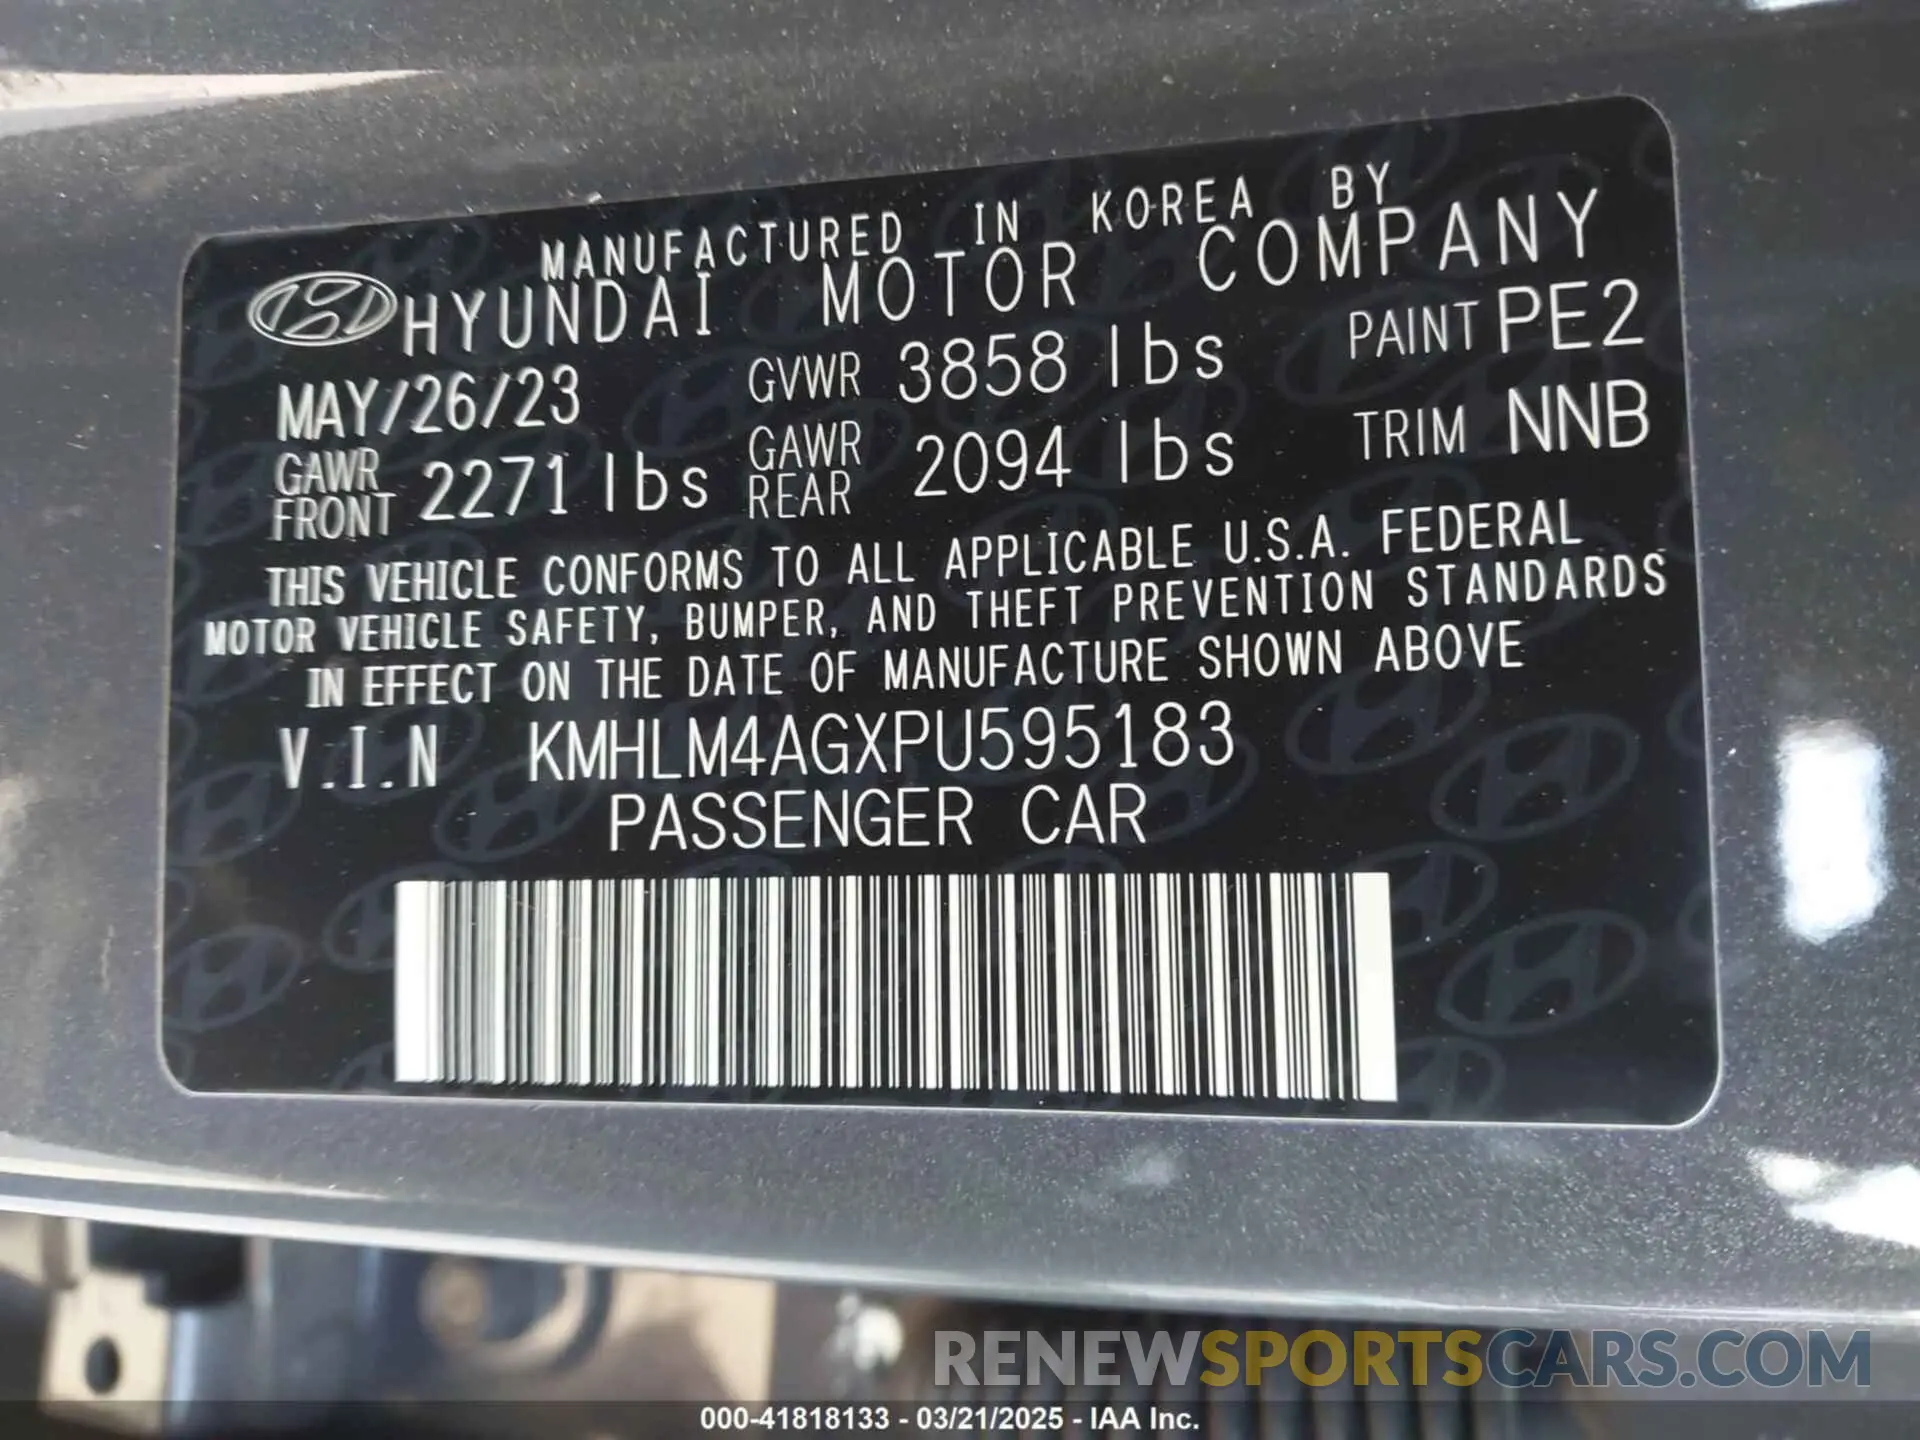 MANUFACTURED IN KOREA BY
HYUNDAI MOTOR COMPANY
MAY/26/23 GVWR 3858 lbs PAINT PE2
GAWR FRONT 2271 lbs GAWR REAR 2094 lbs TRIM NNB
THIS VEHICLE CONFORMS TO ALL APPLICABLE U.S.A. FEDERAL
MOTOR VEHICLE SAFETY, BUMPER, AND THEFT PREVENTION STANDARDS
IN EFFECT ON THE DATE OF MANUFACTURE SHOWN ABOVE
V.I.N KMHLM4AGXPU595183
PASSENGER CAR
RENEWSPORTSCARS.COM
000-41818133 - 03/21/2025 - IAA Inc.